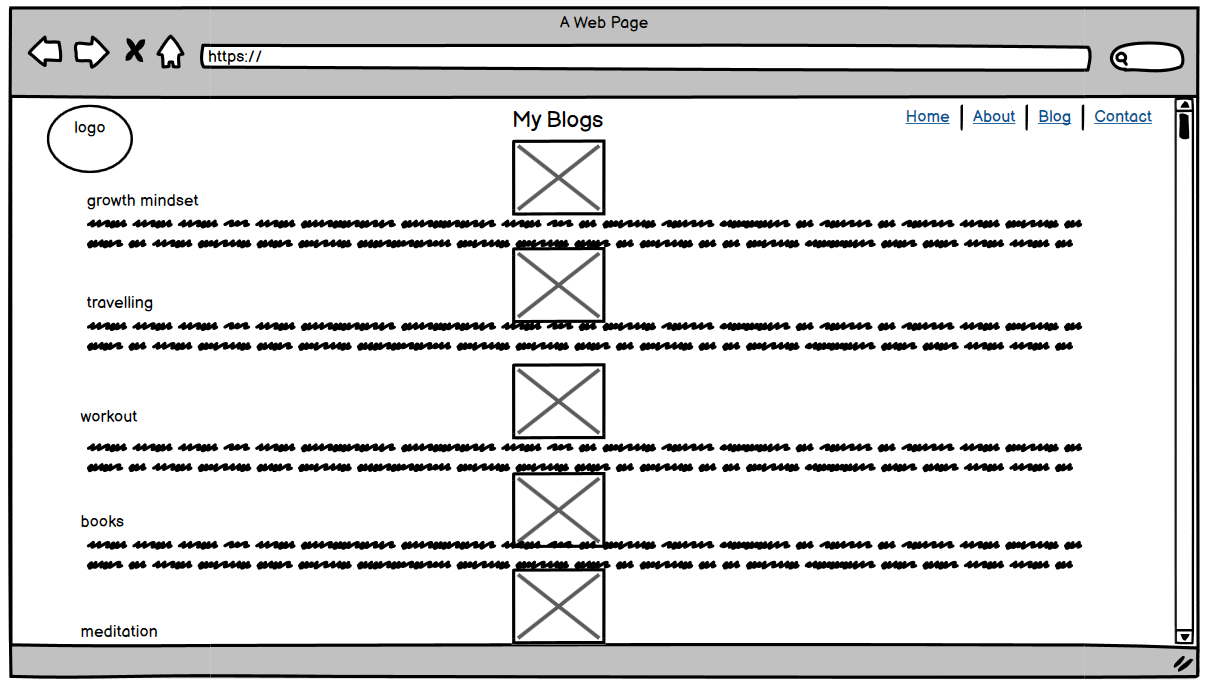 A Web Page
https://
logo
My Blogs
Home About Blog Contact
growth mindset
travelling
workout
books
meditation